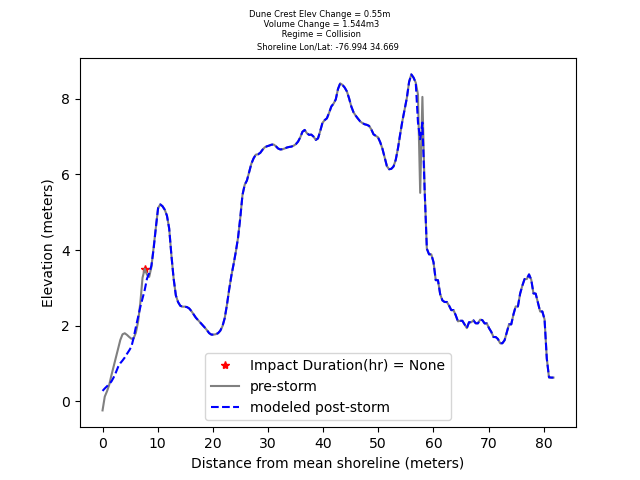 Dune Crest Elev Change = 0.55m
Volume Change = 1.544m3
Regime = Collision
Shoreline Lon/Lat: -76.994 34.669
Elevation (meters)
8
6
4
2
0
Impact Duration(hr) = None
pre-storm
modeled post-storm
0 10 20 30 40 50 60 70 80
Distance from mean shoreline (meters)